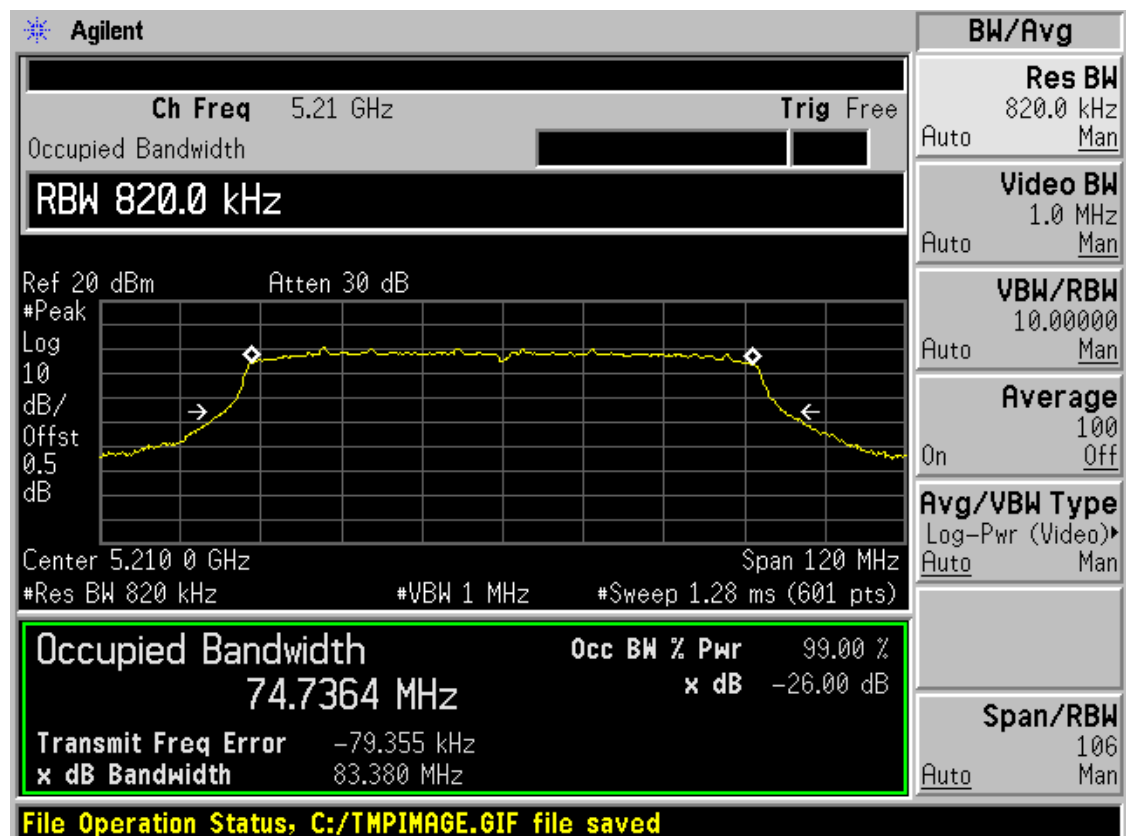 Agilent
BW/Avg
Ch Freq 5.21 GHz Trig Free
Occupied Bandwidth
RBW 820.0 kHz
Ref 20 dBm Atten 30 dB
#Peak
Log
10
dB/
Offst
0.5
dB
Center 5.210 0 GHz Span 120 MHz
#Res BW 820 kHz #VBW 1 MHz #Sweep 1.28 ms (601 pts)
Occupied Bandwidth
74.7364 MHz
Occ BW % Pwr 99.00 %
x dB -26.00 dB
Transmit Freq Error -79.355 kHz
x dB Bandwidth 83.380 MHz
File Operation Status, C:/TMPIMAGE.GIF file saved
Res BW
820.0 kHz
Auto Man
Video BW
1.0 MHz
Auto Man
VBW/RBW
10.00000
Auto Man
Average
100
On Off
Avg/VBW Type
Log-Pwr (Video)
Auto Man
Span/RBW
106
Auto Man